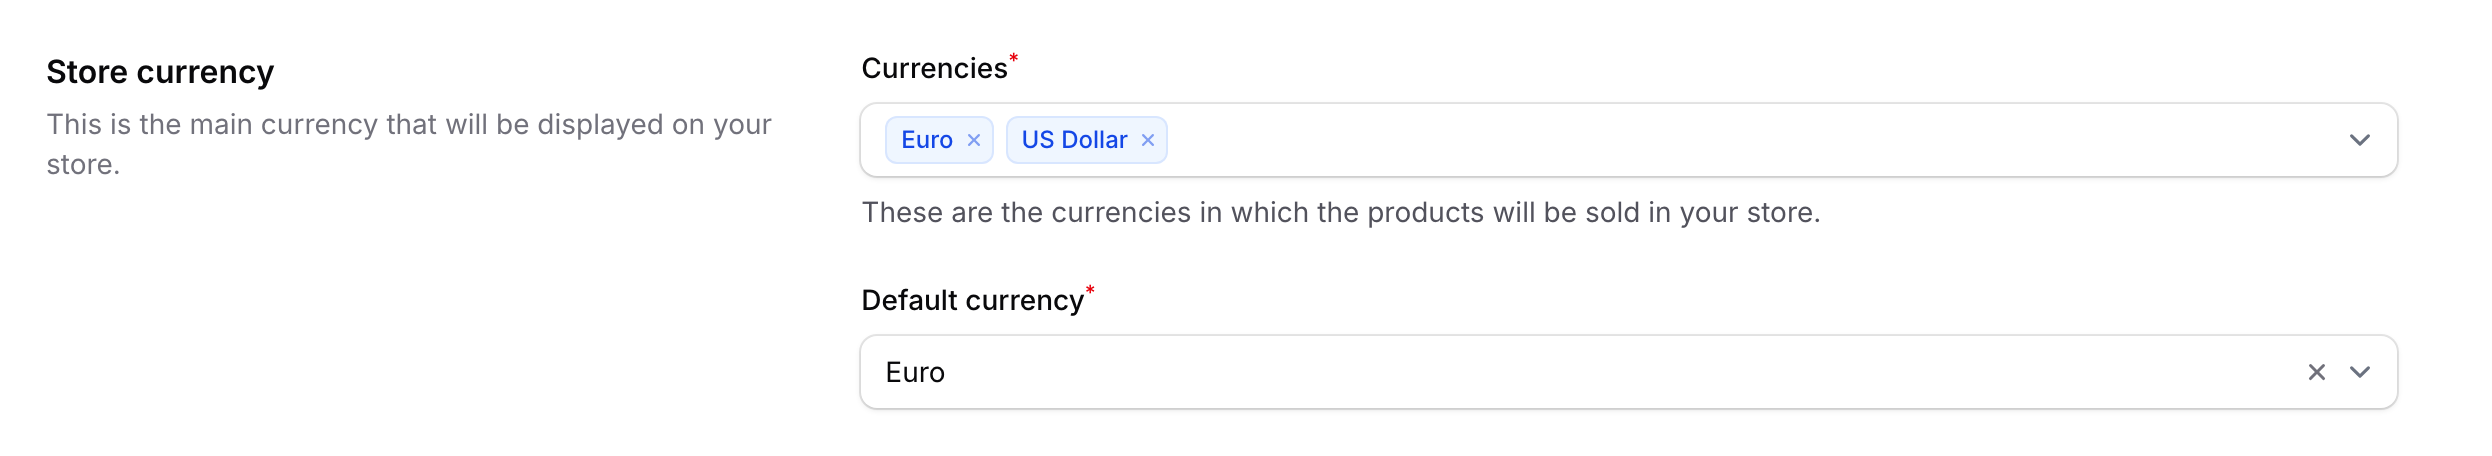 Store currency
This is the main currency that will be displayed on your
store.
Currencies*
Euro × US Dollar ×
These are the currencies in which the products will be sold in your store.
Default currency*
Euro